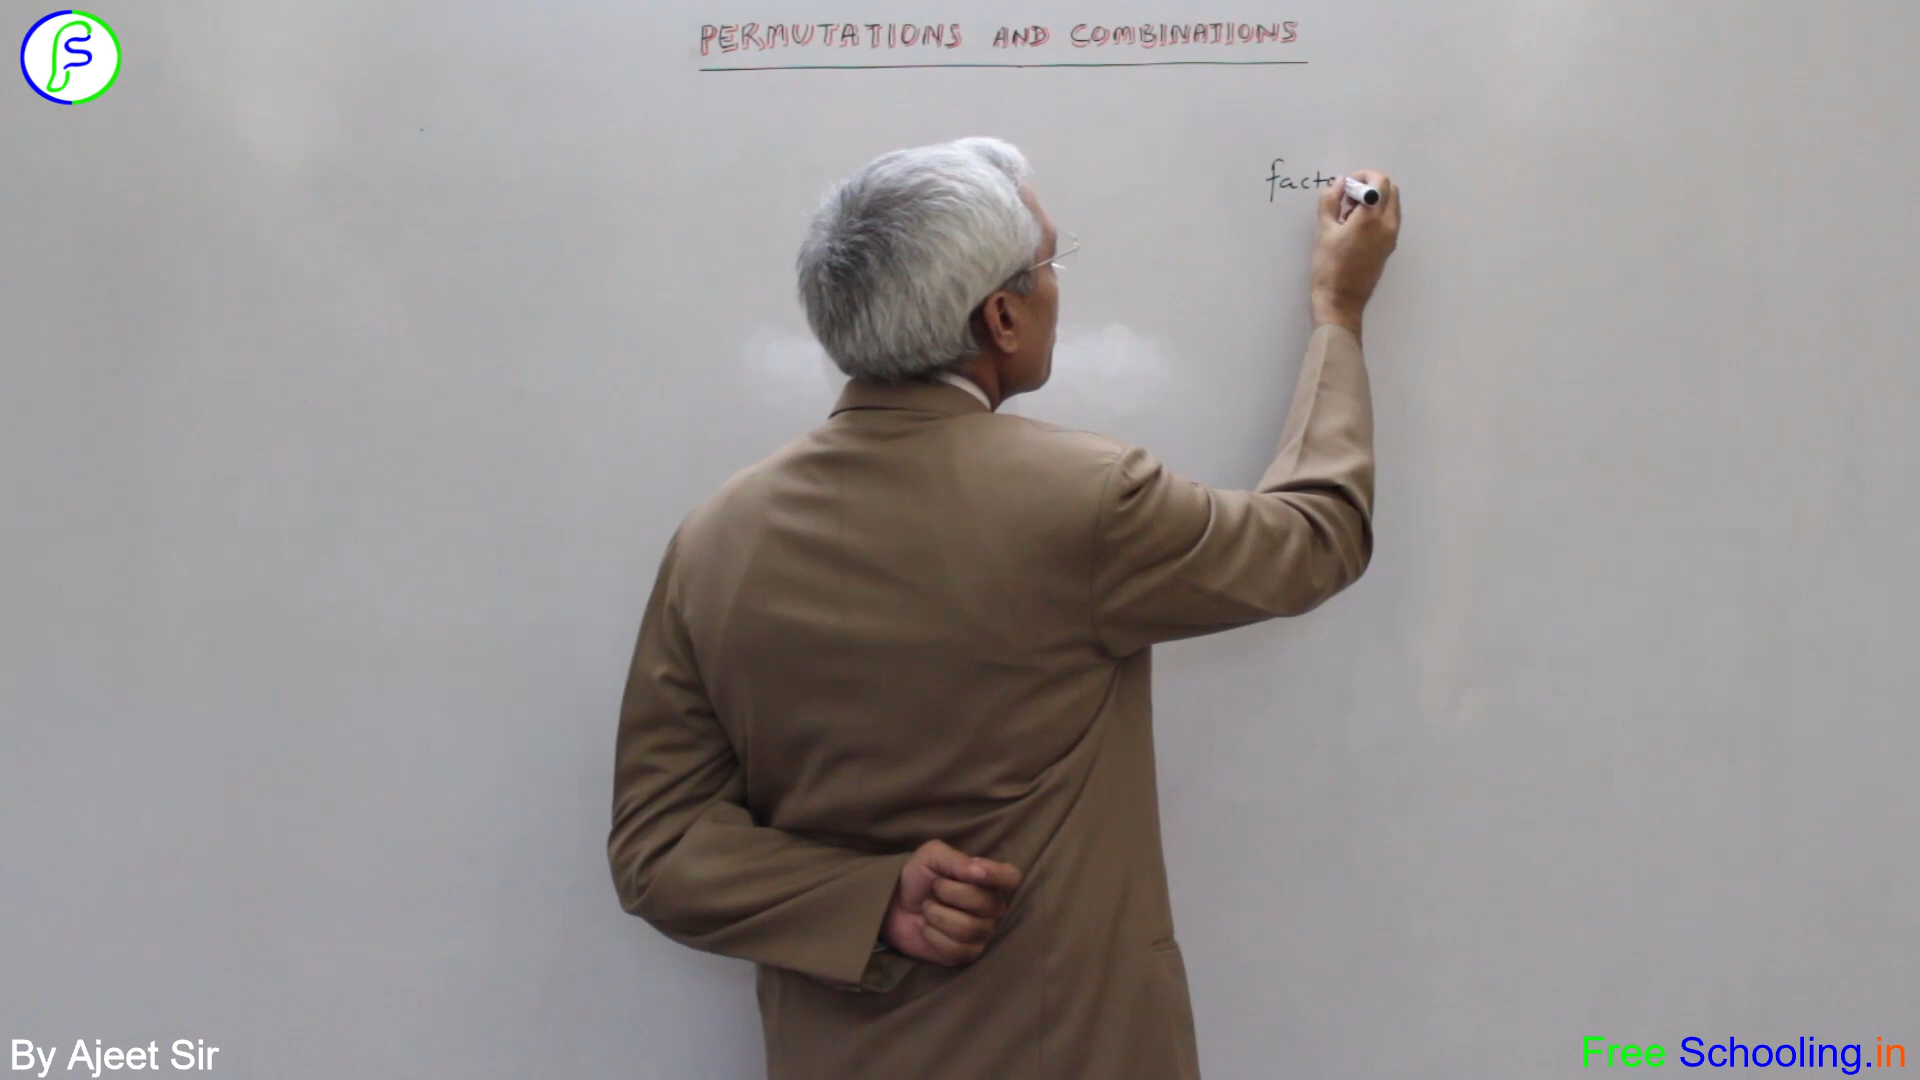 PERMUTATIONS AND COMBINATIONS
facto
By Ajeet Sir
Free Schooling.in